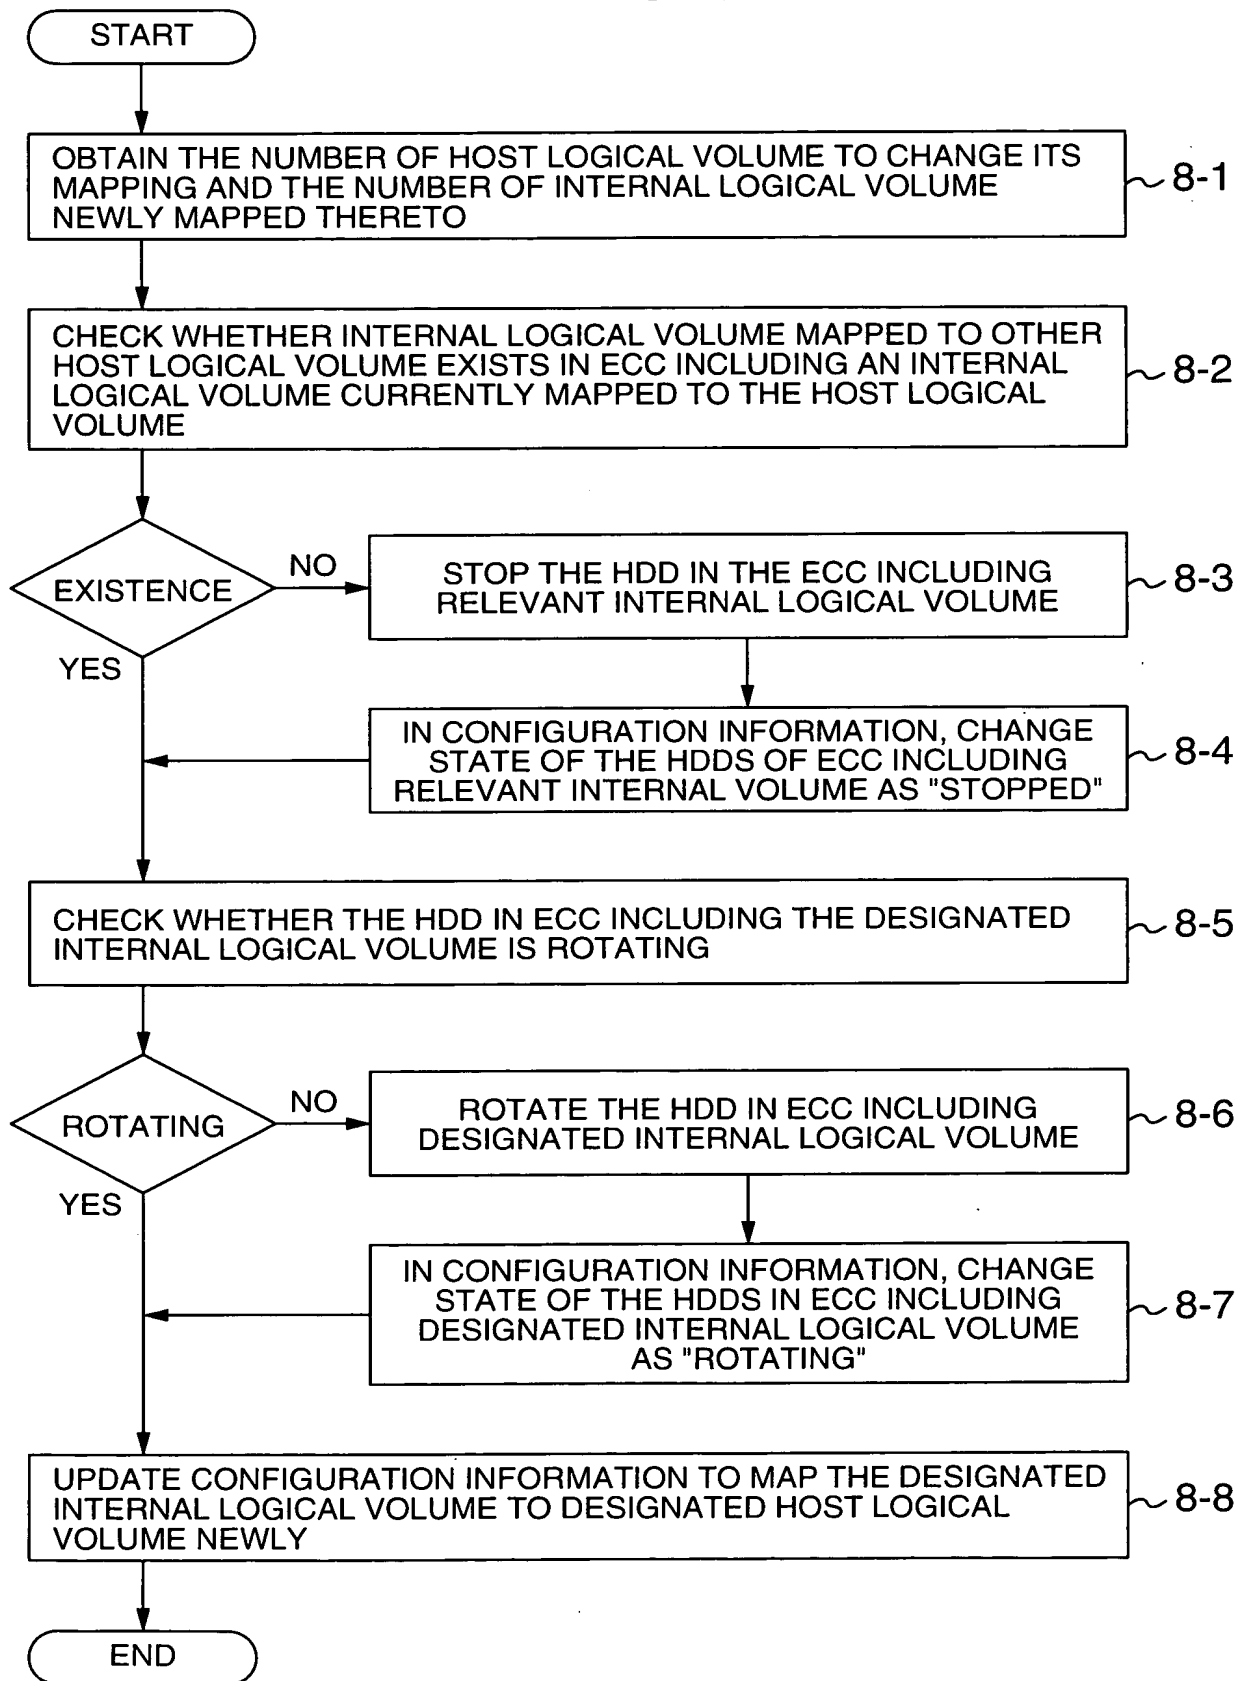 START
OBTAIN THE NUMBER OF HOST LOGICAL VOLUME TO CHANGE ITS
MAPPING AND THE NUMBER OF INTERNAL LOGICAL VOLUME
NEWLY MAPPED THERETO
8-1
CHECK WHETHER INTERNAL LOGICAL VOLUME MAPPED TO OTHER
HOST LOGICAL VOLUME EXISTS IN ECC INCLUDING AN INTERNAL
LOGICAL VOLUME CURRENTLY MAPPED TO THE HOST LOGICAL
VOLUME
8-2
EXISTENCE
NO
STOP THE HDD IN THE ECC INCLUDING
RELEVANT INTERNAL LOGICAL VOLUME
8-3
YES
IN CONFIGURATION INFORMATION, CHANGE
STATE OF THE HDDS OF ECC INCLUDING
RELEVANT INTERNAL VOLUME AS "STOPPED"
8-4
CHECK WHETHER THE HDD IN ECC INCLUDING THE DESIGNATED
INTERNAL LOGICAL VOLUME IS ROTATING
8-5
ROTATING
NO
ROTATE THE HDD IN ECC INCLUDING
DESIGNATED INTERNAL LOGICAL VOLUME
8-6
YES
IN CONFIGURATION INFORMATION, CHANGE
STATE OF THE HDDS IN ECC INCLUDING
DESIGNATED INTERNAL LOGICAL VOLUME
AS "ROTATING"
8-7
UPDATE CONFIGURATION INFORMATION TO MAP THE DESIGNATED
INTERNAL LOGICAL VOLUME TO DESIGNATED HOST LOGICAL
VOLUME NEWLY
8-8
END